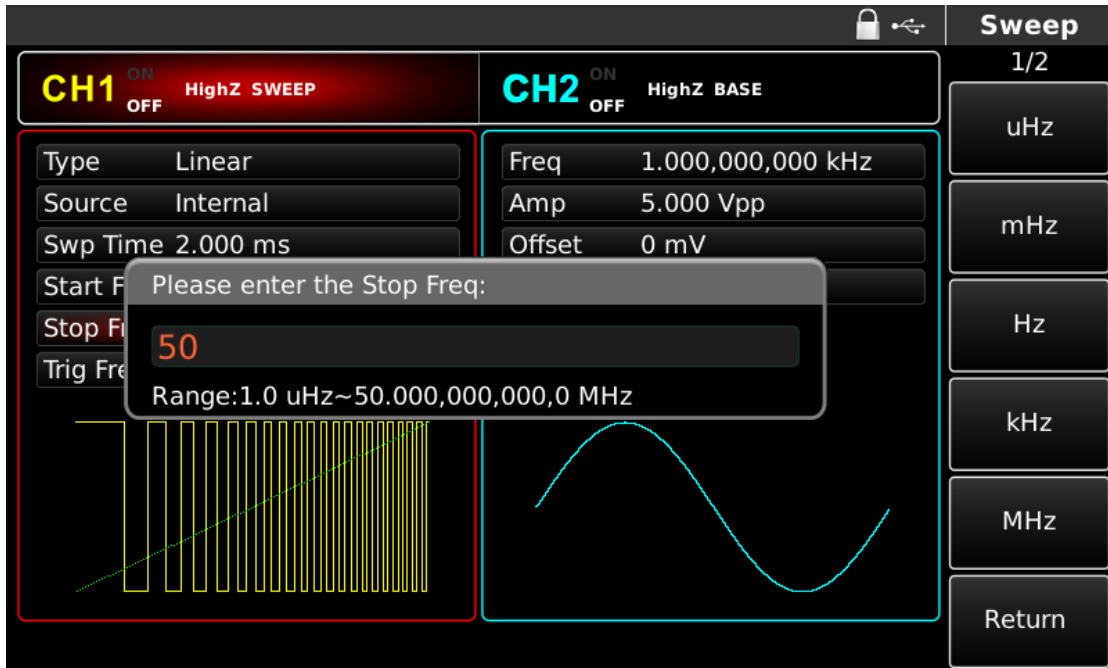 Sweep
1/2
CH1 ON OFF HighZ SWEEP
CH2 ON OFF HighZ BASE
Type Linear
Source Internal
Swp Time 2.000 ms
Start F
Stop
Trig Fre
Freq 1.000,000,000 kHz
Amp 5.000 Vpp
Offset 0 mV
Please enter the Stop Freq:
50
Range:1.0 uHz~50.000,000,000,0 MHz
uHz
mHz
Hz
kHz
MHz
Return